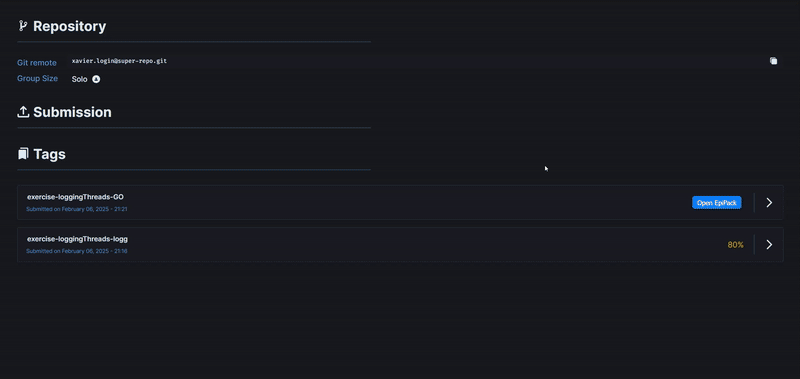 Repository
Git remote xavier.login@super-repo.git
Group Size Solo
Submission
Tags
exercise-loggingThreads-GO
Submitted on February 06, 2025 - 21:21
Open EpiPack
exercise-loggingThreads-logg
Submitted on February 06, 2025 - 21:16
80%